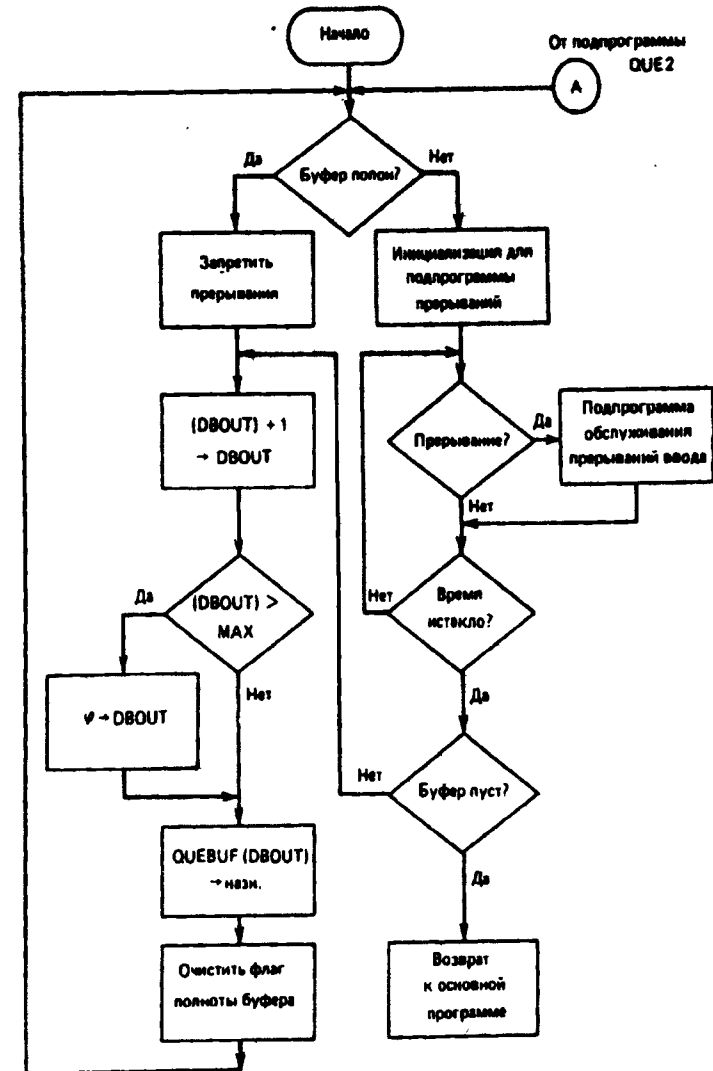 Начало
От подпрограммы
QUE2
A
Да
Буфер полон?
Нет
Запретить
прерывания
Инициализация для
подпрограммы
прерываний
(DBOUT) + 1
→ DBOUT
Прерывание?
Да
Подпрограмма
обслуживания
прерываний ввода
Нет
Да
(DBOUT) >
MAX
Нет
Время
истекло?
Нет
→ DBOUT
Да
Нет
Буфер пуст?
QUEBUF (DBOUT)
→ назн.
Да
Очистить флаг
полноты буфера
Возврат
к основной
программе